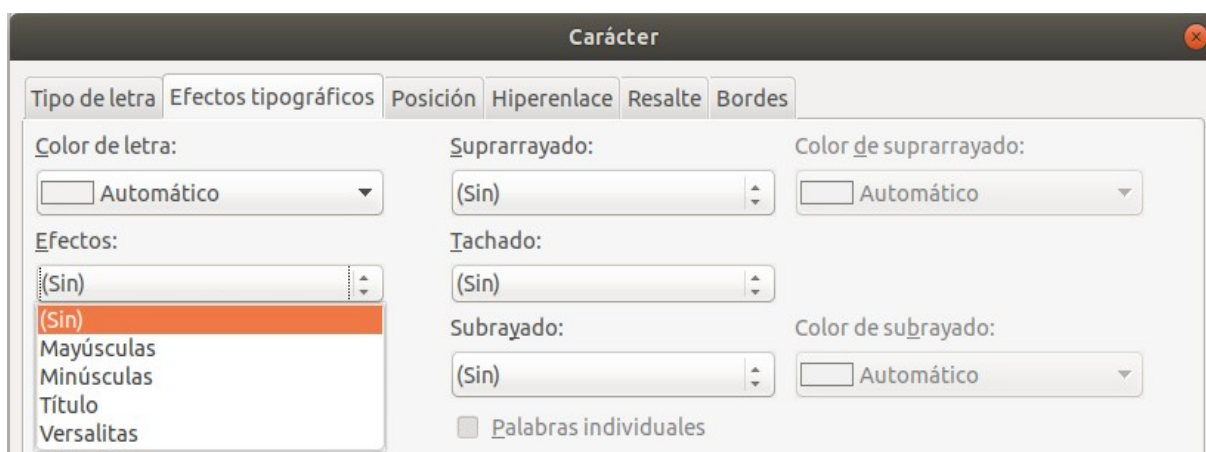 Carácter
Tipo de letra Efectos tipográficos Posición Hiperenlace Resalte Bordes
Color de letra: Suprarrayado: Color de suprarrayado:
Automático (Sin) Automático
Efectos: Tachado:
(Sin) (Sin)
(Sin)
Mayúsculas
Minúsculas
Título
Versalitas
Subrayado: Color de subrayado:
(Sin) Automático
Palabras individuales